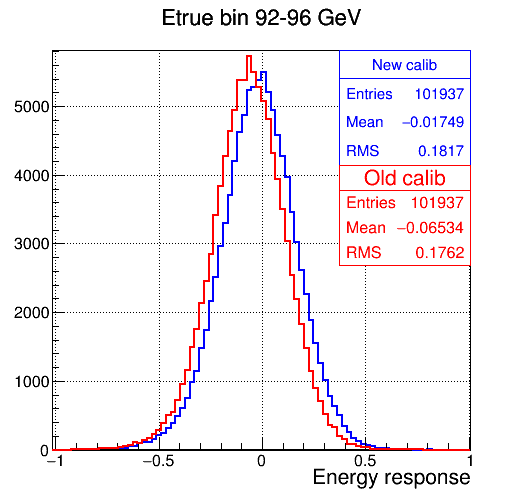 Etrue bin 92-96 GeV
New calib
Entries 101937
Mean −0.01749
RMS 0.1817
Old calib
Entries 101937
Mean −0.06534
RMS 0.1762
5000
4000
3000
2000
1000
0
−1 −0.5 0 0.5 1
Energy response